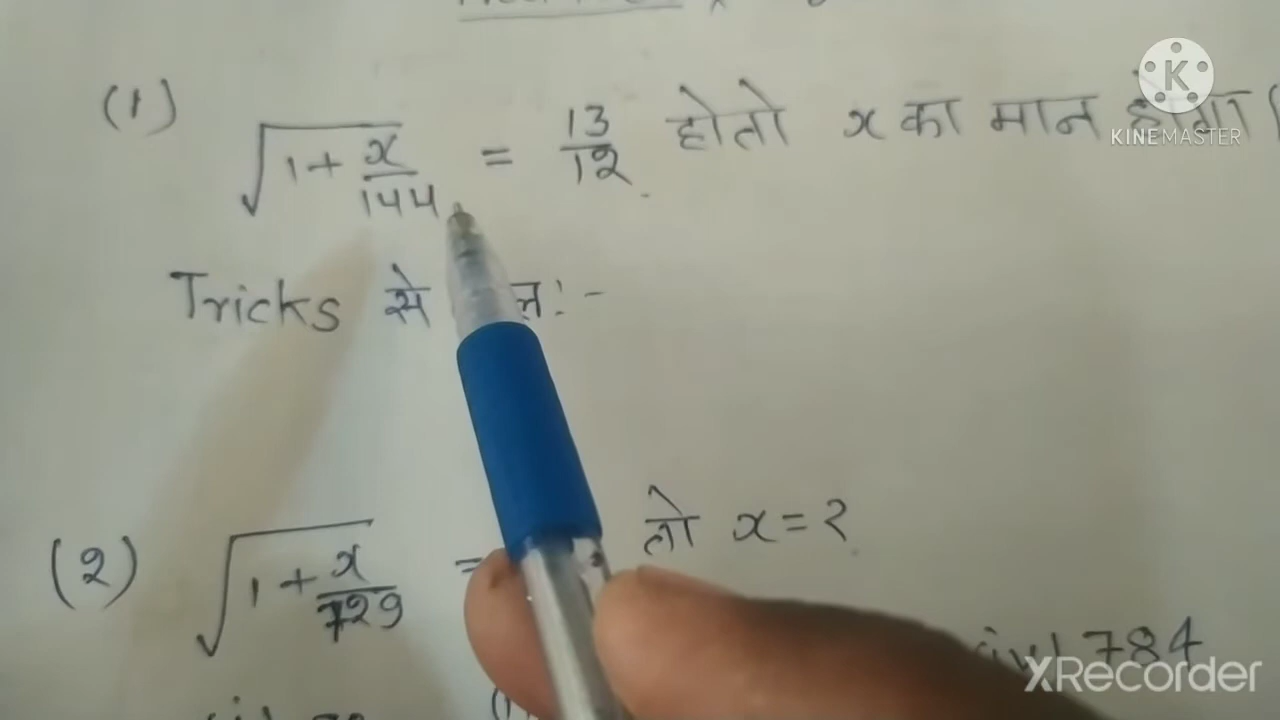 (1) √(1 + x/144) = 13/12 होतो x का मान होगा
Tricks से
(2) √(1 + x/729) = तो x = ?
784
KINEMASTER
XRecorder